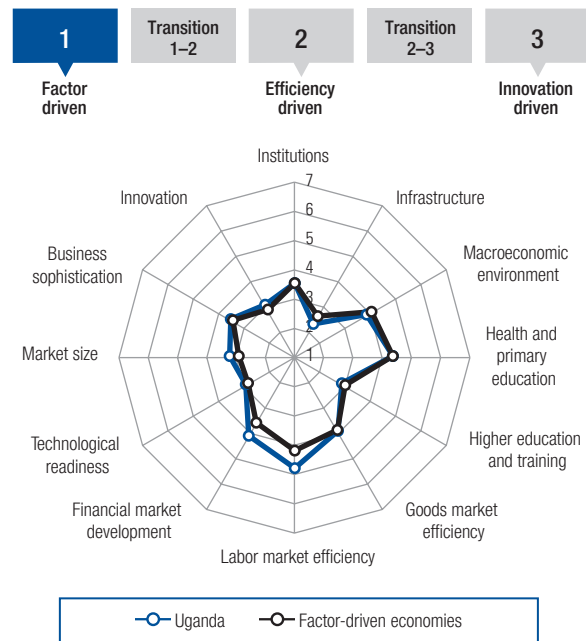 1
Transition
1–2
2
Transition
2–3
3
Factor
driven
Efficiency
driven
Innovation
driven
Institutions
Infrastructure
Macroeconomic
environment
Health and
primary
education
Higher education
and training
Goods market
efficiency
Labor market efficiency
Financial market
development
Technological
readiness
Market size
Business
sophistication
Innovation
7
6
5
4
3
2
1
Uganda
Factor-driven economies